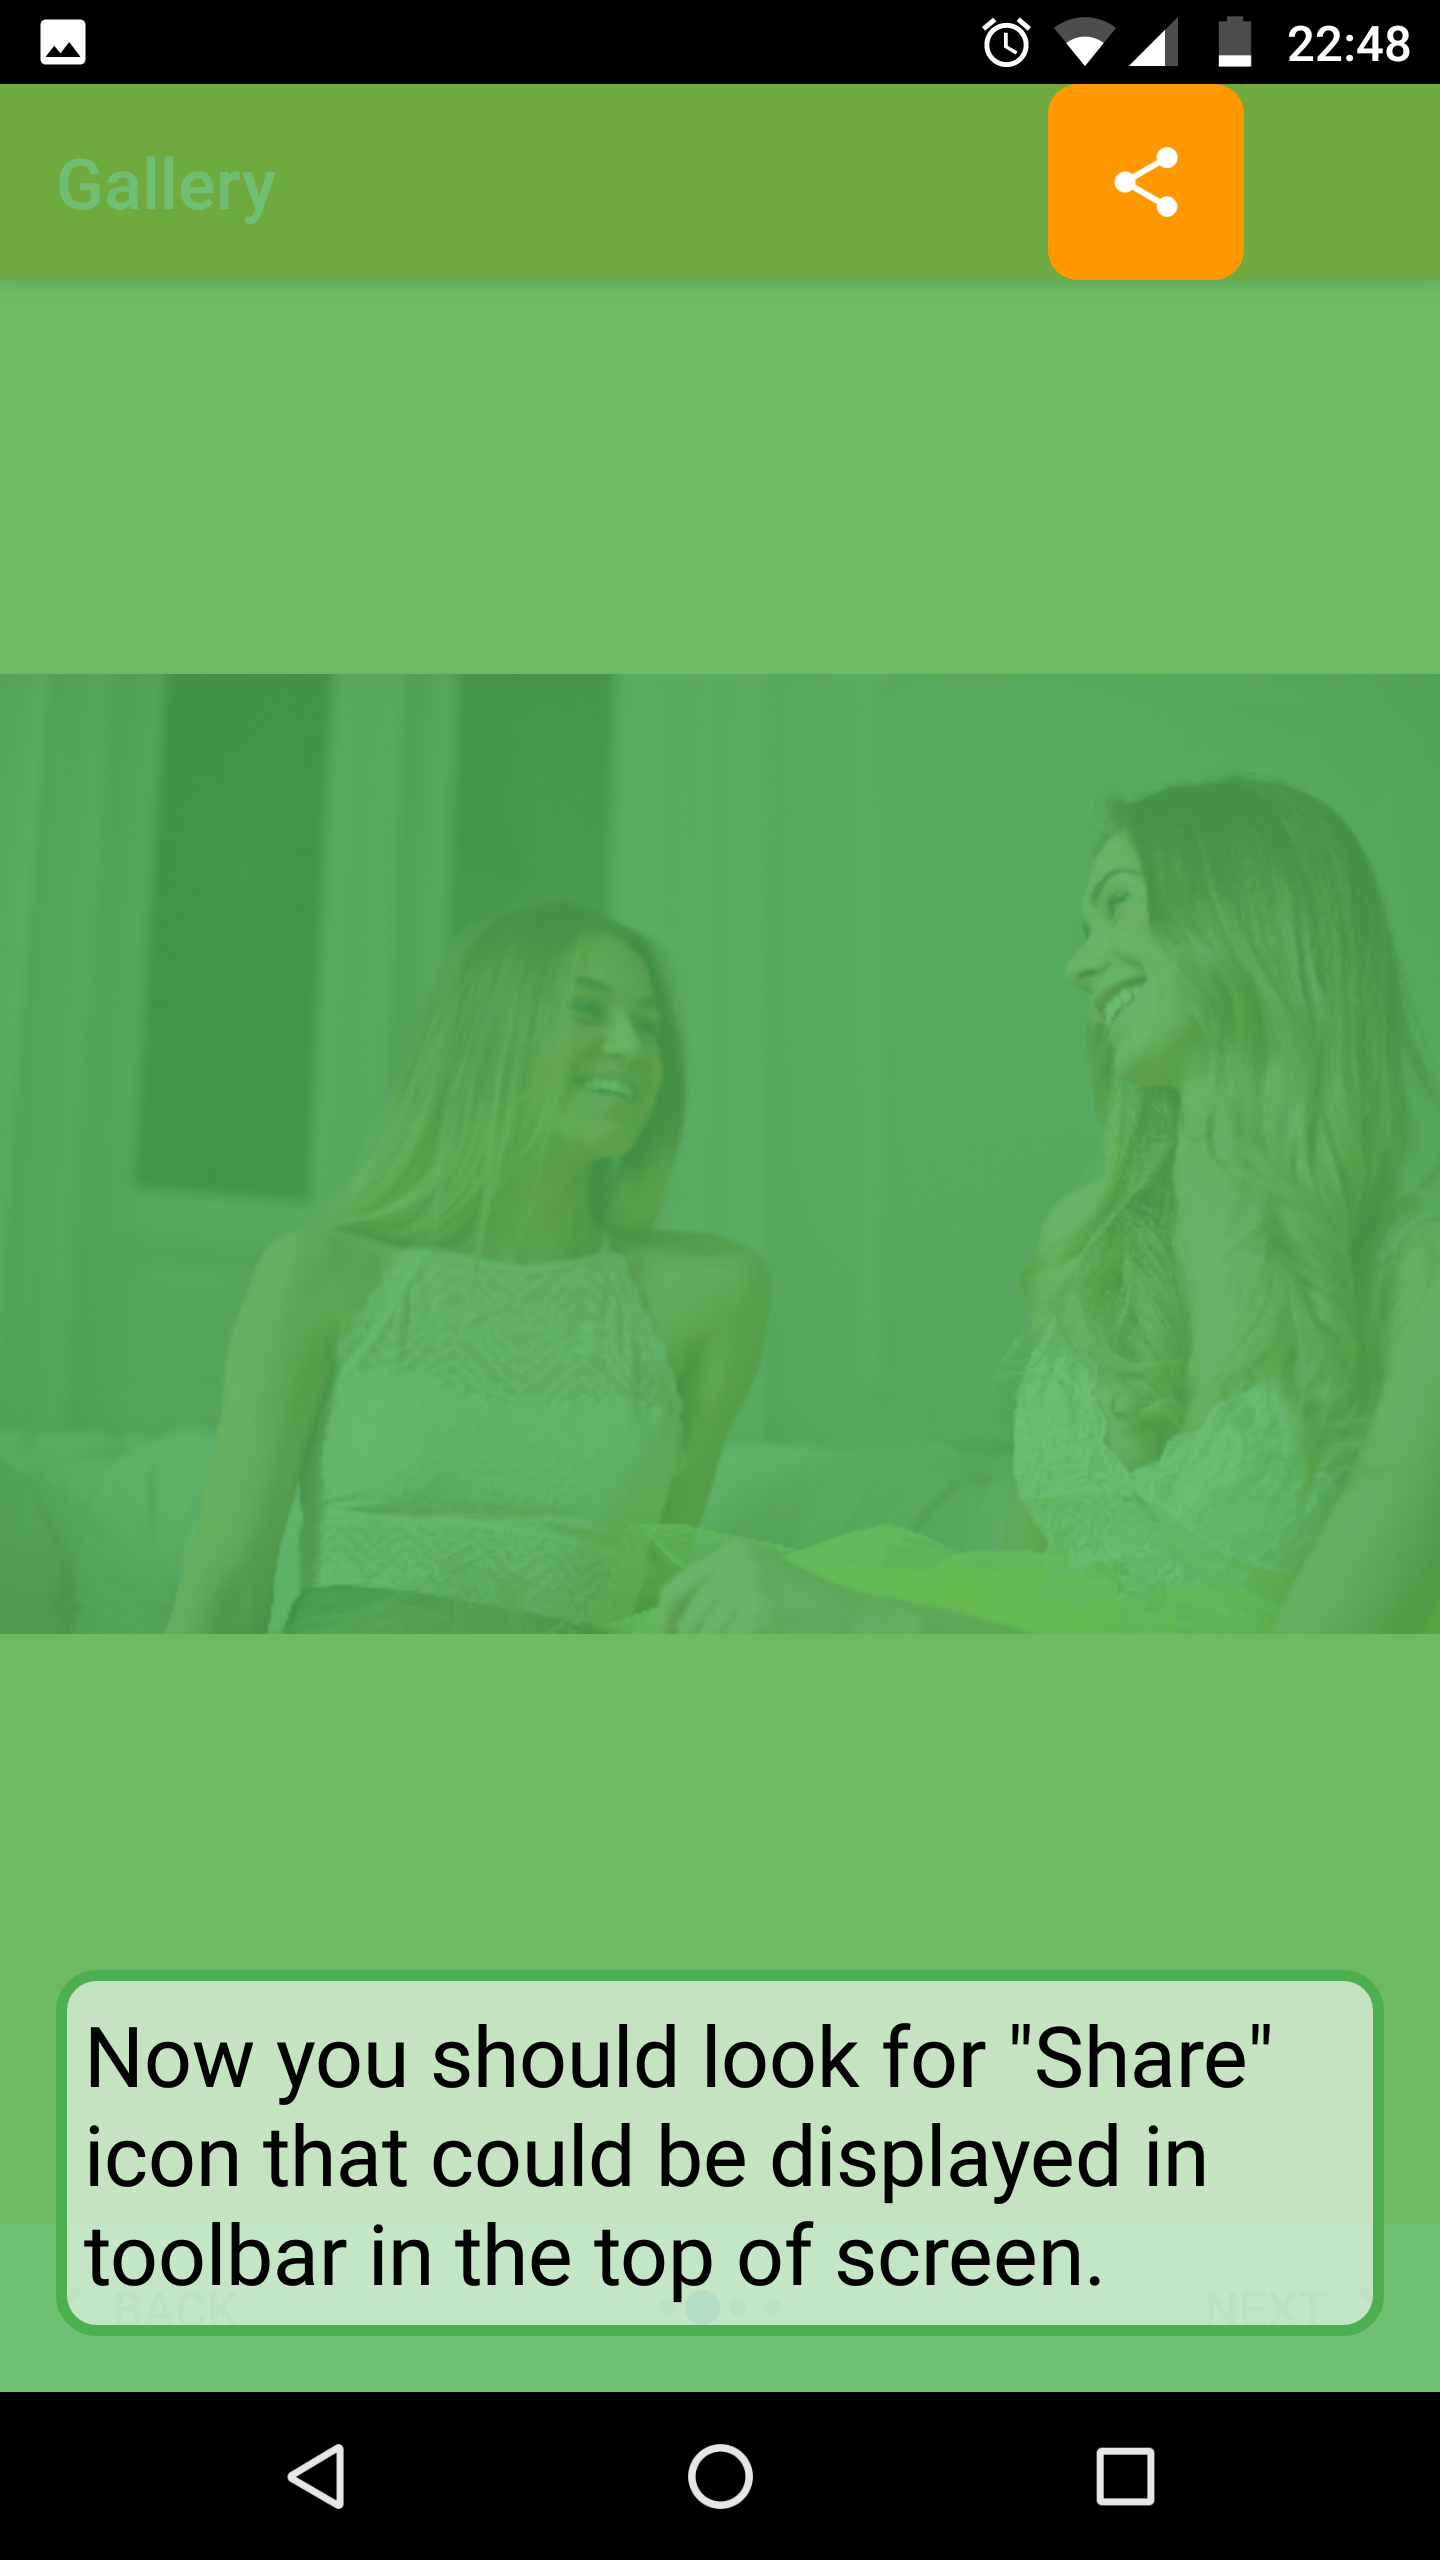 22:48
Gallery
Now you should look for "Share"
icon that could be displayed in
toolbar in the top of screen.
BACK
NEXT